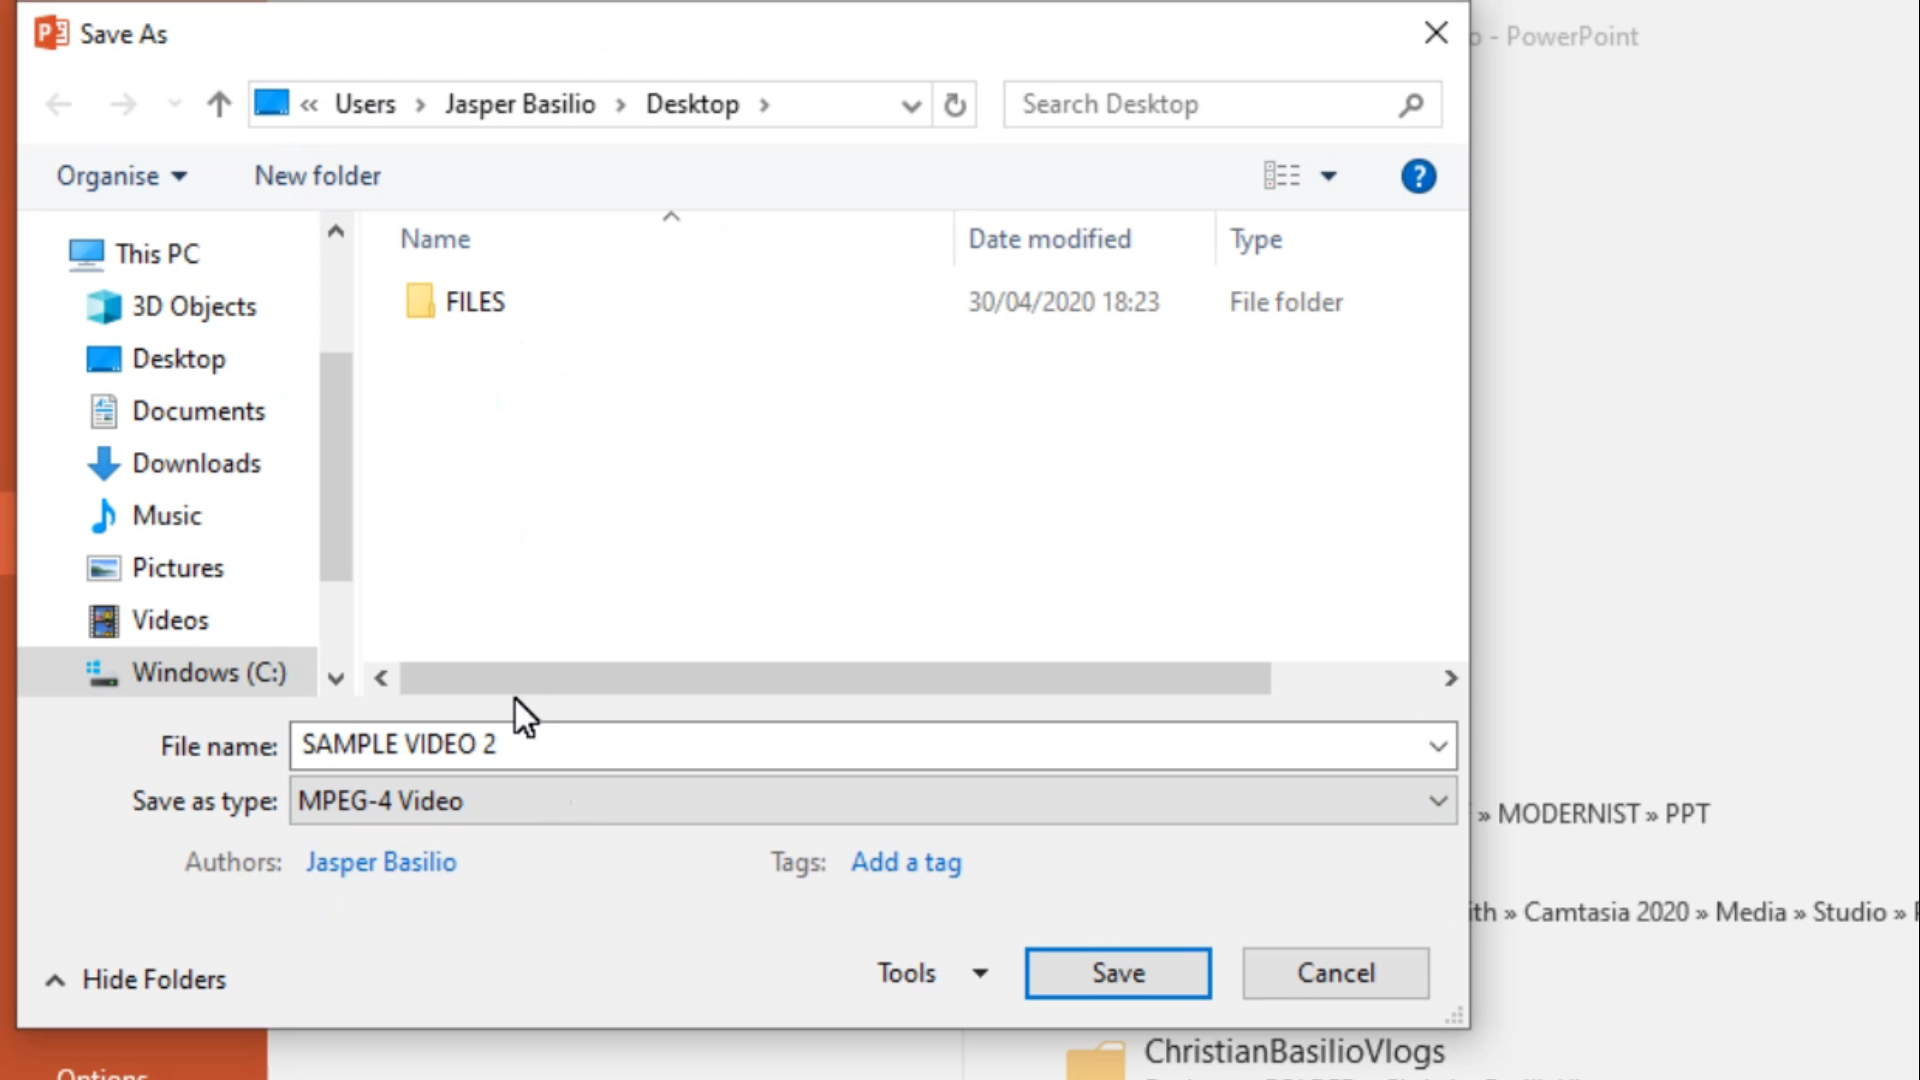 Save As
o - PowerPoint
« Users › Jasper Basilio › Desktop ›
Search Desktop
Organise
New folder
?
This PC
3D Objects
Desktop
Documents
Downloads
Music
Pictures
Videos
Windows (C:)
Name
Date modified
Type
FILES
30/04/2020 18:23
File folder
File name: SAMPLE VIDEO 2
Save as type: MPEG-4 Video
Authors: Jasper Basilio
Tags: Add a tag
» MODERNIST » PPT
ith » Camtasia 2020 » Media » Studio »
Hide Folders
Tools
Save
Cancel
ChristianBasilioVlogs
Options